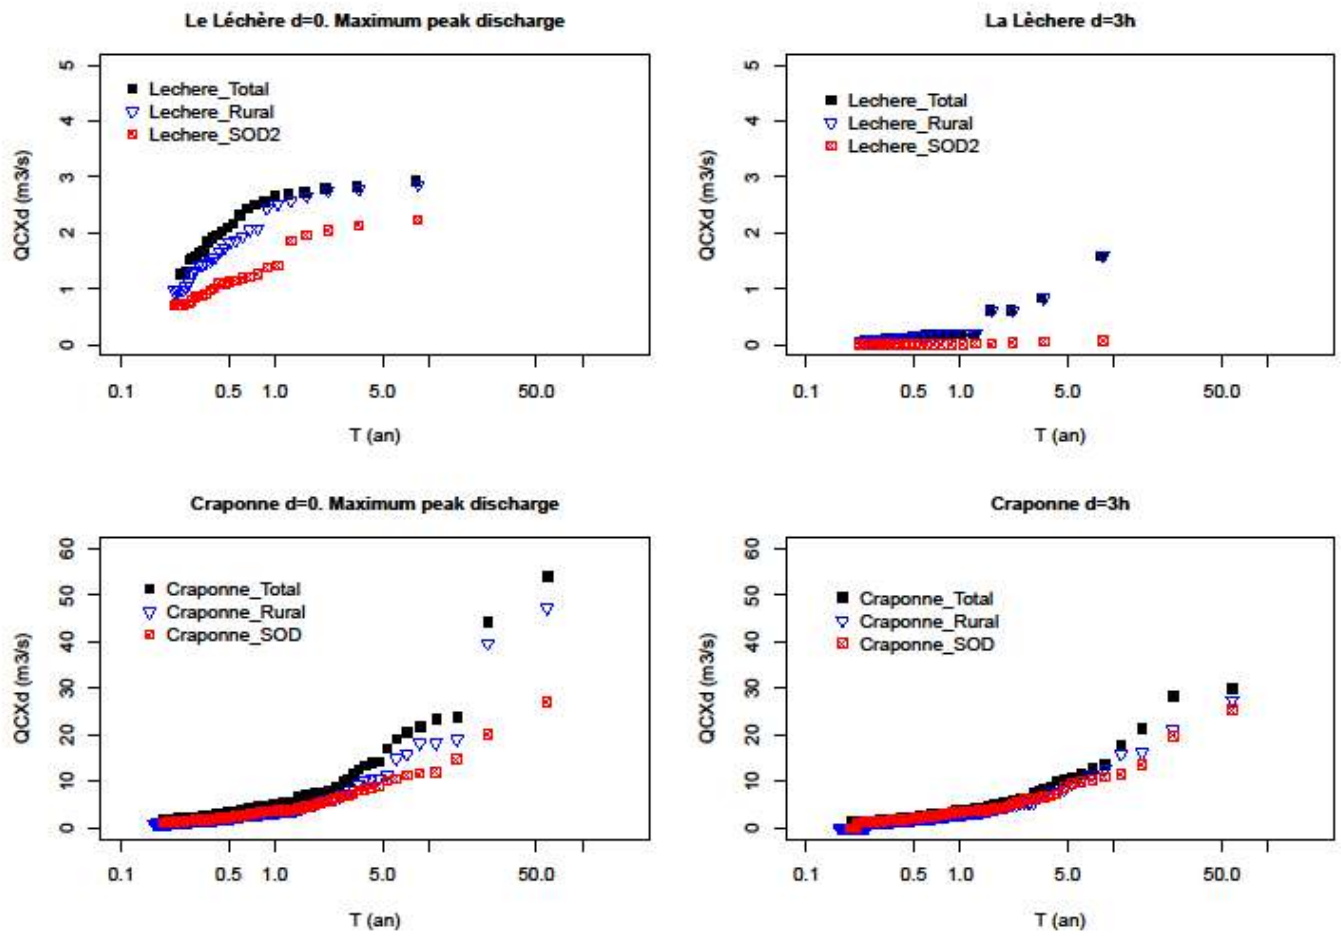 Le Léchère d=0. Maximum peak discharge
QCXd (m3/s)
5
4
3
2
1
0
Lechere_Total
Lechere_Rural
Lechere_SOD2
0.1 0.5 1.0 5.0 50.0
T (an)
La Lèchere d=3h
QCXd (m3/s)
5
4
3
2
1
0
Lechere_Total
Lechere_Rural
Lechere_SOD2
0.1 0.5 1.0 5.0 50.0
T (an)
Craponne d=0. Maximum peak discharge
QCXd (m3/s)
60
50
40
30
20
10
0
Craponne_Total
Craponne_Rural
Craponne_SOD
0.1 0.5 1.0 5.0 50.0
T (an)
Craponne d=3h
QCXd (m3/s)
60
50
40
30
20
10
0
Craponne_Total
Craponne_Rural
Craponne_SOD
0.1 0.5 1.0 5.0 50.0
T (an)